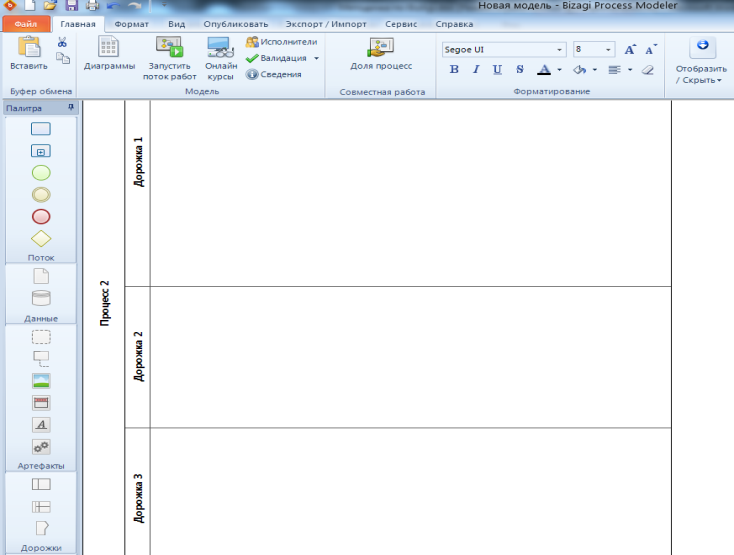 Новая модель - Bizagi Process Modeler
Файл Главная Формат Вид Опубликовать Экспорт / Импорт Сервис Справка
Вставить
Буфер обмена
Диаграммы
Запустить
поток работ
Онлайн
курсы
Исполнители
Валидация
Сведения
Модель
Доля процесс
Совместная работа
Segoe UI 8 A A
B I U S A
Форматирование
Отобразить
/ Скрыть
Палитра
Поток
Данные
A
Артефакты
Дорожки
Процесс 2
Дорожка 1
Дорожка 2
Дорожка 3